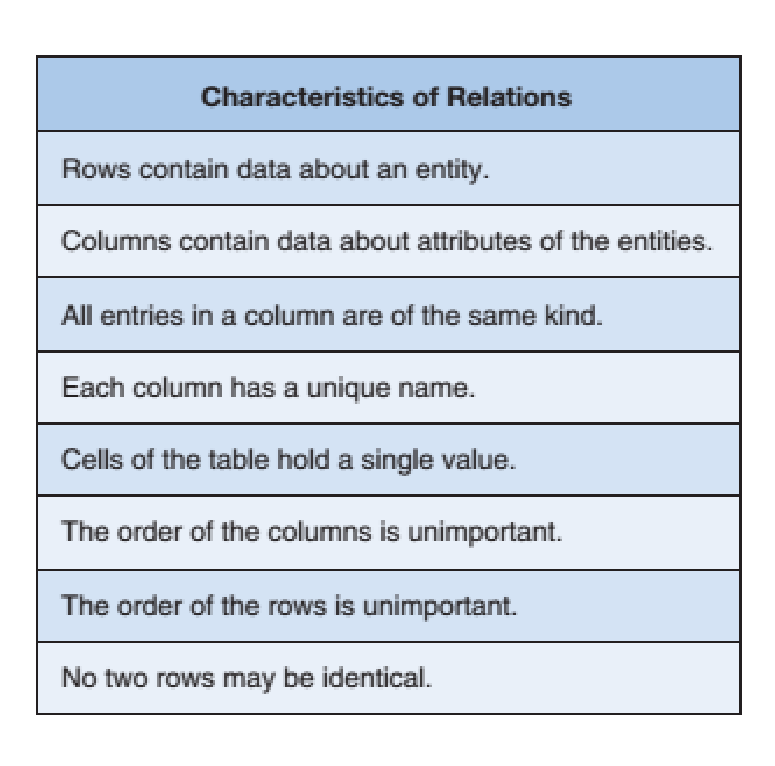 Characteristics of Relations
Rows contain data about an entity.
Columns contain data about attributes of the entities.
All entries in a column are of the same kind.
Each column has a unique name.
Cells of the table hold a single value.
The order of the columns is unimportant.
The order of the rows is unimportant.
No two rows may be identical.